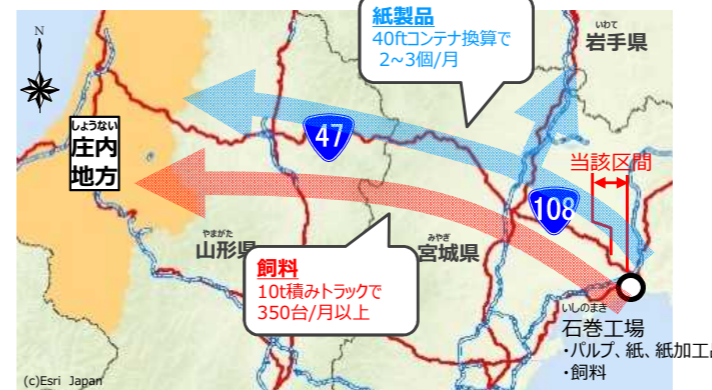 紙製品
40ftコンテナ換算で
2~3個/月
いわて
岩手県
N
しょうない
庄内
地方
47
当該区間
108
やまがた
山形県
みやぎ
宮城県
飼料
10t積みトラックで
350台/月以上
いしのまき
石巻工場
・パルプ、紙、紙加工品
・飼料
(c)Esri Japan